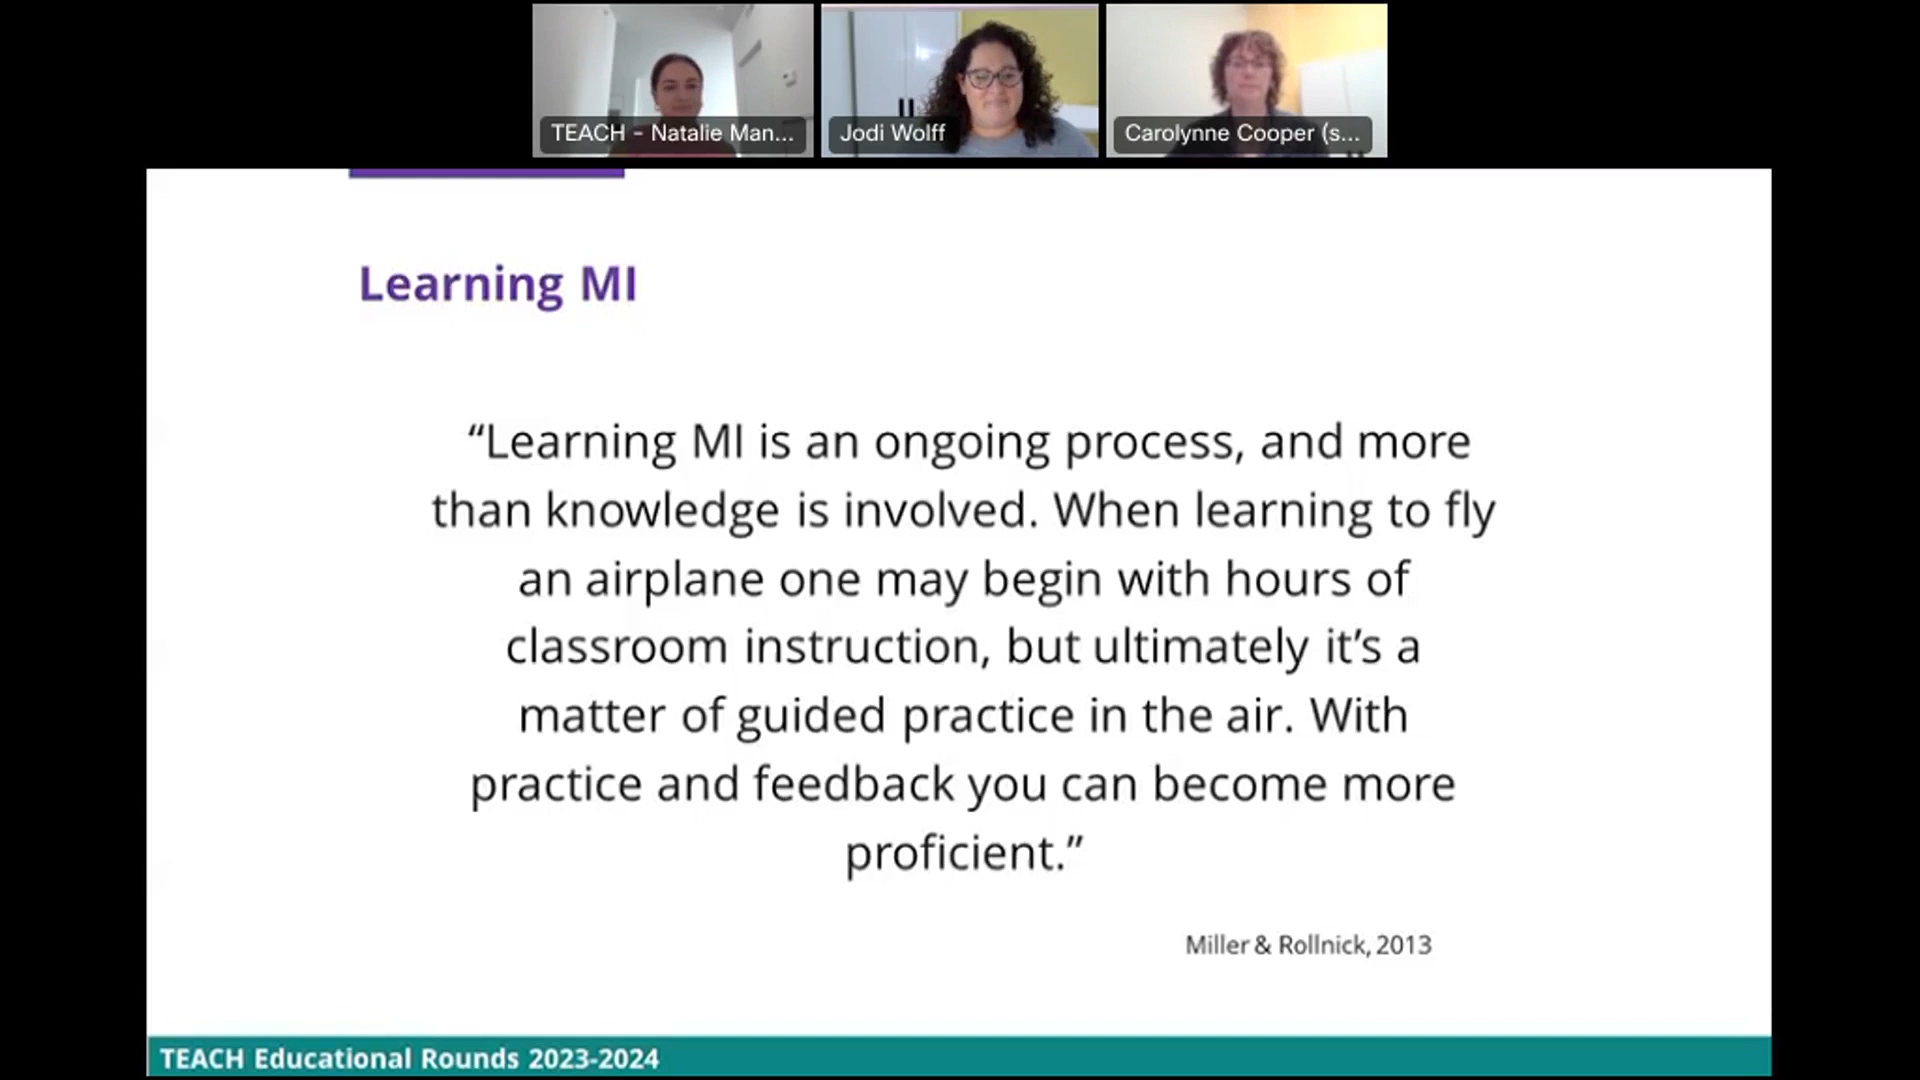 TEACH - Natalie Man...
Jodi Wolff
Carolynne Cooper (s...
Learning MI
“Learning MI is an ongoing process, and more
than knowledge is involved. When learning to fly
an airplane one may begin with hours of
classroom instruction, but ultimately it’s a
matter of guided practice in the air. With
practice and feedback you can become more
proficient.”
Miller & Rollnick, 2013
TEACH Educational Rounds 2023-2024